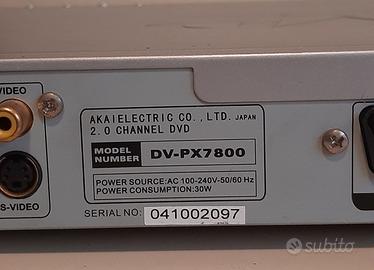 VIDEO
S-VIDEO
AKAIELECTRIC CO.,LTD. JAPAN
2.0 CHANNEL DVD
MODEL NUMBER DV-PX7800
POWER SOURCE:AC 100-240V-50/60 Hz
POWER CONSUMPTION:30W
SERIAL NO: 041002097
subito